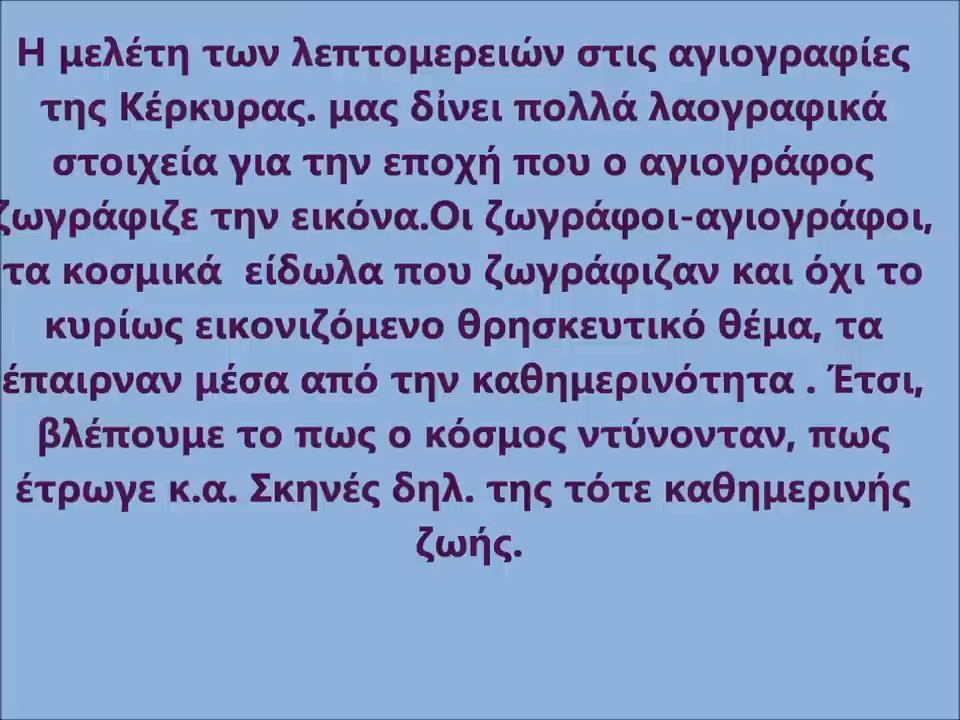 Η μελέτη των λεπτομερειών στις αγιογραφίες
της Κέρκυρας. μας δἰνει πολλά λαογραφικά
στοιχεία για την εποχή που ο αγιογράφος
ζωγράφιζε την εικόνα.Οι ζωγράφοι-αγιογράφοι,
τα κοσμικά  είδωλα που ζωγράφιζαν και όχι το
κυρίως εικονιζόμενο θρησκευτικό θέμα, τα
έπαιρναν μέσα από την καθημερινότητα . Έτσι,
βλέπουμε το πως ο κόσμος ντύνονταν, πως
έτρωγε κ.α. Σκηνές δηλ. της τότε καθημερινής
ζωής.